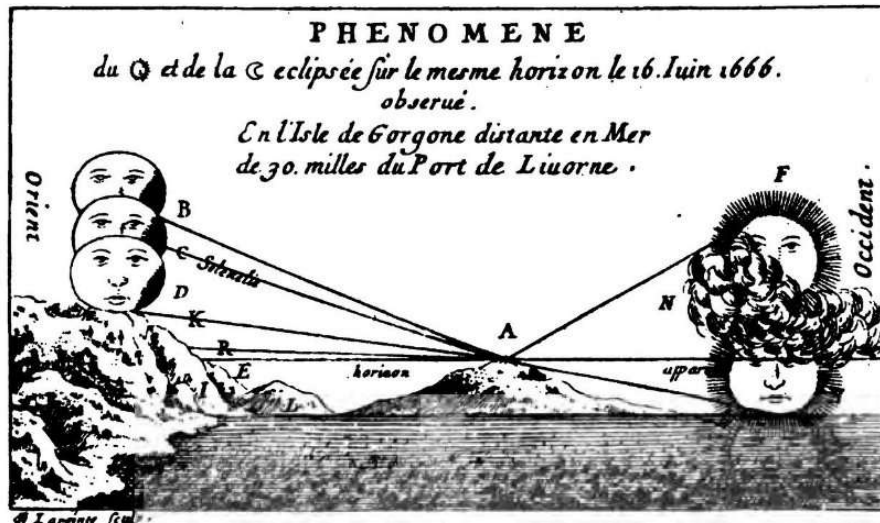 PHENOMENE
du ☉ et de la ☾ eclipsée sur le mesme horizon le 16. Iuin 1666.
obserué.
En l'Isle de Gorgone distante en Mer
de 30. milles du Port de Liuorne.
Orient
Occident.
F
B
C
D
K
N
A
R
E
horizon
appar
I
L